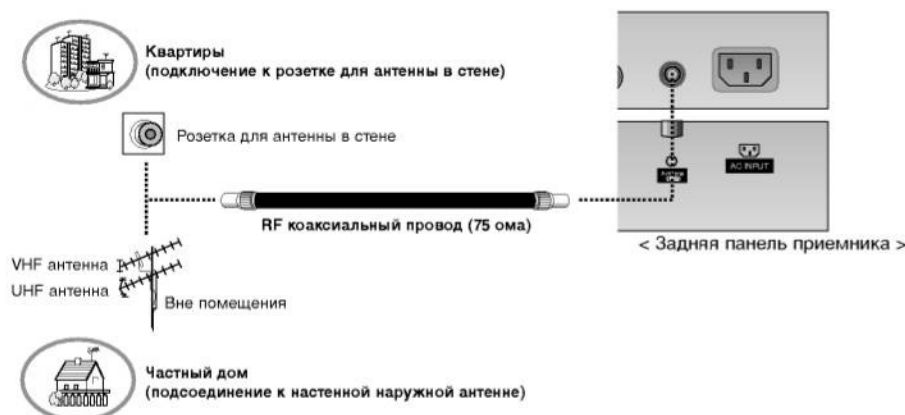 Квартиры
(подключение к розетке для антенны в стене)
Розетка для антенны в стене
AC INPUT
RF коаксиальный провод (75 ома)
< Задняя панель приемника >
VHF антенна
UHF антенна
Вне помещения
Частный дом
(подсоединение к настенной наружной антенне)